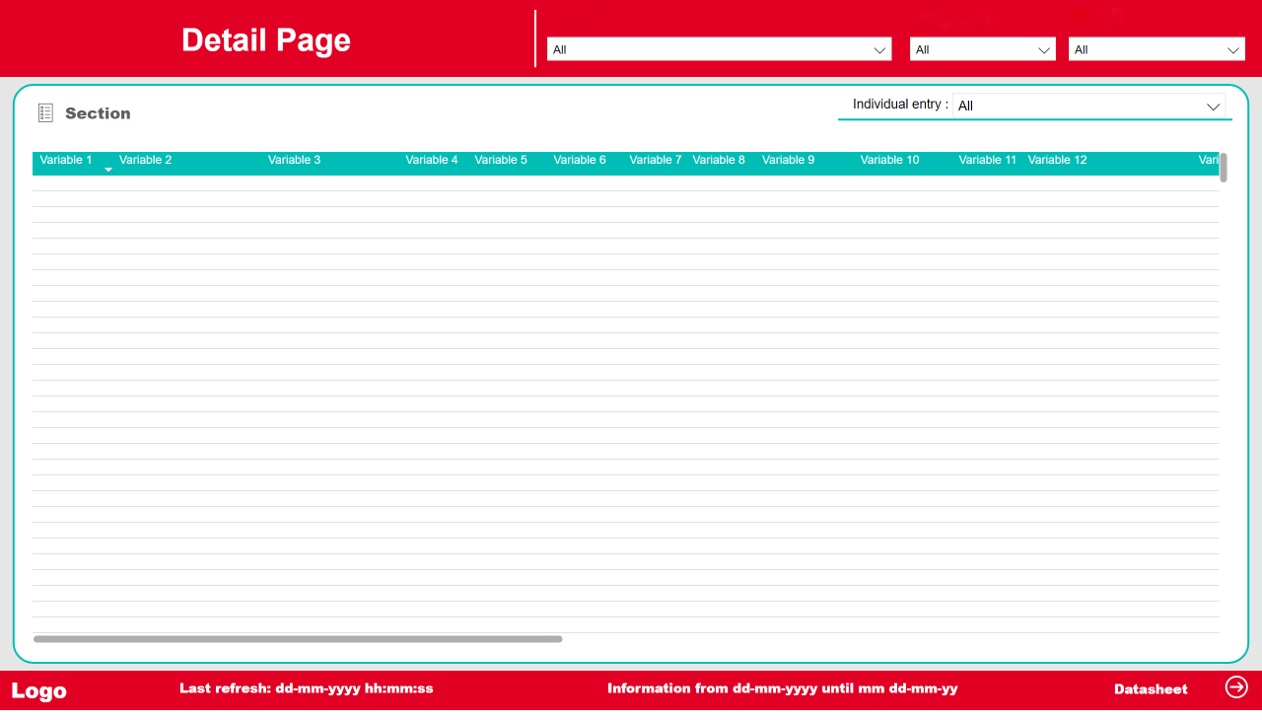 Detail Page
All
All
All
Section
Individual entry : All
Variable 1 Variable 2 Variable 3 Variable 4 Variable 5 Variable 6 Variable 7 Variable 8 Variable 9 Variable 10 Variable 11 Variable 12 Vari
Logo
Last refresh: dd-mm-yyyy hh:mm:ss
Information from dd-mm-yyyy until mm dd-mm-yy
Datasheet